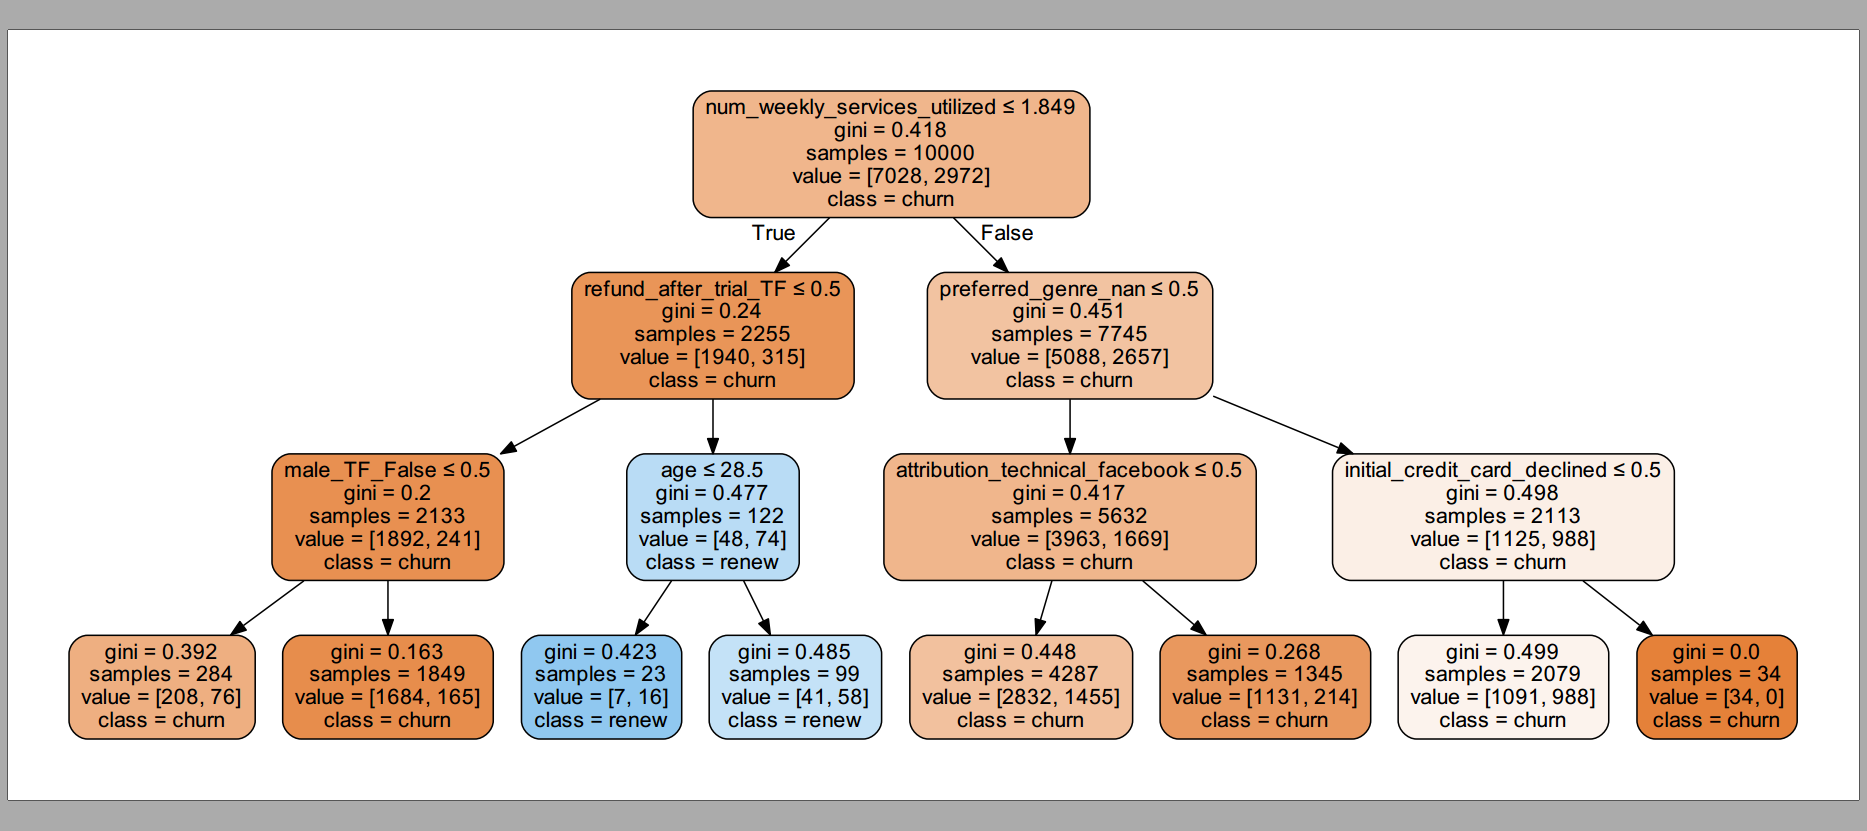 num_weekly_services_utilized ≤ 1.849
gini = 0.418
samples = 10000
value = [7028, 2972]
class = churn
True
False
refund_after_trial_TF ≤ 0.5
gini = 0.24
samples = 2255
value = [1940, 315]
class = churn
preferred_genre_nan ≤ 0.5
gini = 0.451
samples = 7745
value = [5088, 2657]
class = churn
male_TF_False ≤ 0.5
gini = 0.2
samples = 2133
value = [1892, 241]
class = churn
age ≤ 28.5
gini = 0.477
samples = 122
value = [48, 74]
class = renew
attribution_technical_facebook ≤ 0.5
gini = 0.417
samples = 5632
value = [3963, 1669]
class = churn
initial_credit_card_declined ≤ 0.5
gini = 0.498
samples = 2113
value = [1125, 988]
class = churn
gini = 0.392
samples = 284
value = [208, 76]
class = churn
gini = 0.163
samples = 1849
value = [1684, 165]
class = churn
gini = 0.423
samples = 23
value = [7, 16]
class = renew
gini = 0.485
samples = 99
value = [41, 58]
class = renew
gini = 0.448
samples = 4287
value = [2832, 1455]
class = churn
gini = 0.268
samples = 1345
value = [1131, 214]
class = churn
gini = 0.499
samples = 2079
value = [1091, 988]
class = churn
gini = 0.0
samples = 34
value = [34, 0]
class = churn